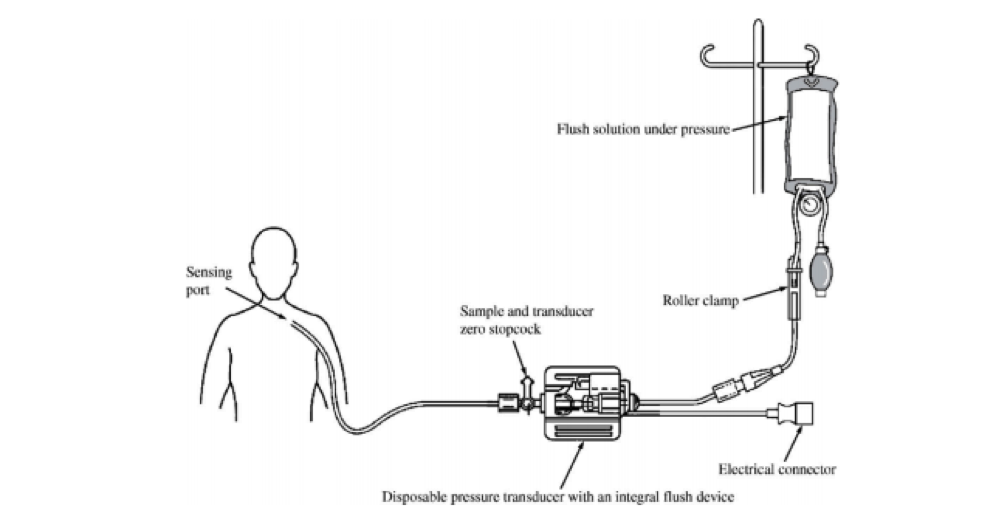 Flush solution under pressure
Sensing
port
Roller clamp
Sample and transducer
zero stopcock
Electrical connector
Disposable pressure transducer with an integral flush device